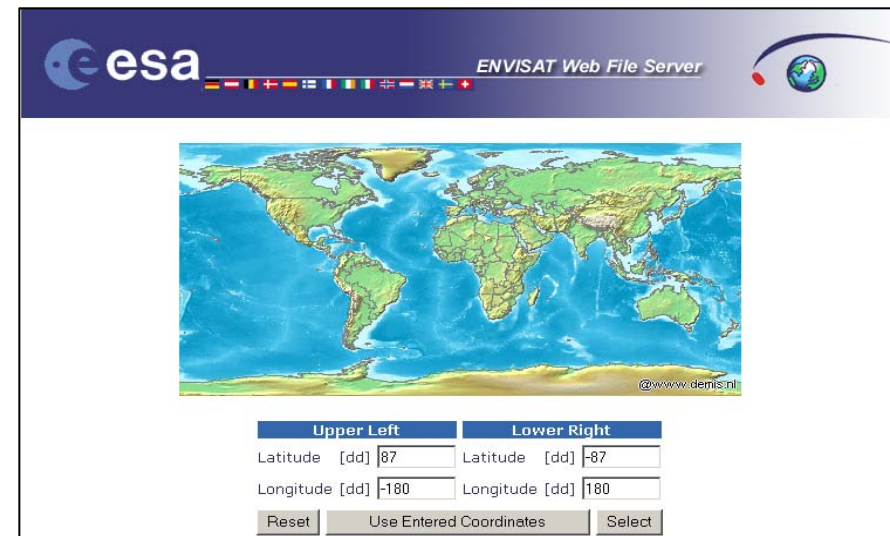 esa
ENVISAT Web File Server
@www.demis.nl
Upper Left Lower Right
Latitude [dd] 87 Latitude [dd] -87
Longitude [dd] -180 Longitude [dd] 180
Reset Use Entered Coordinates Select